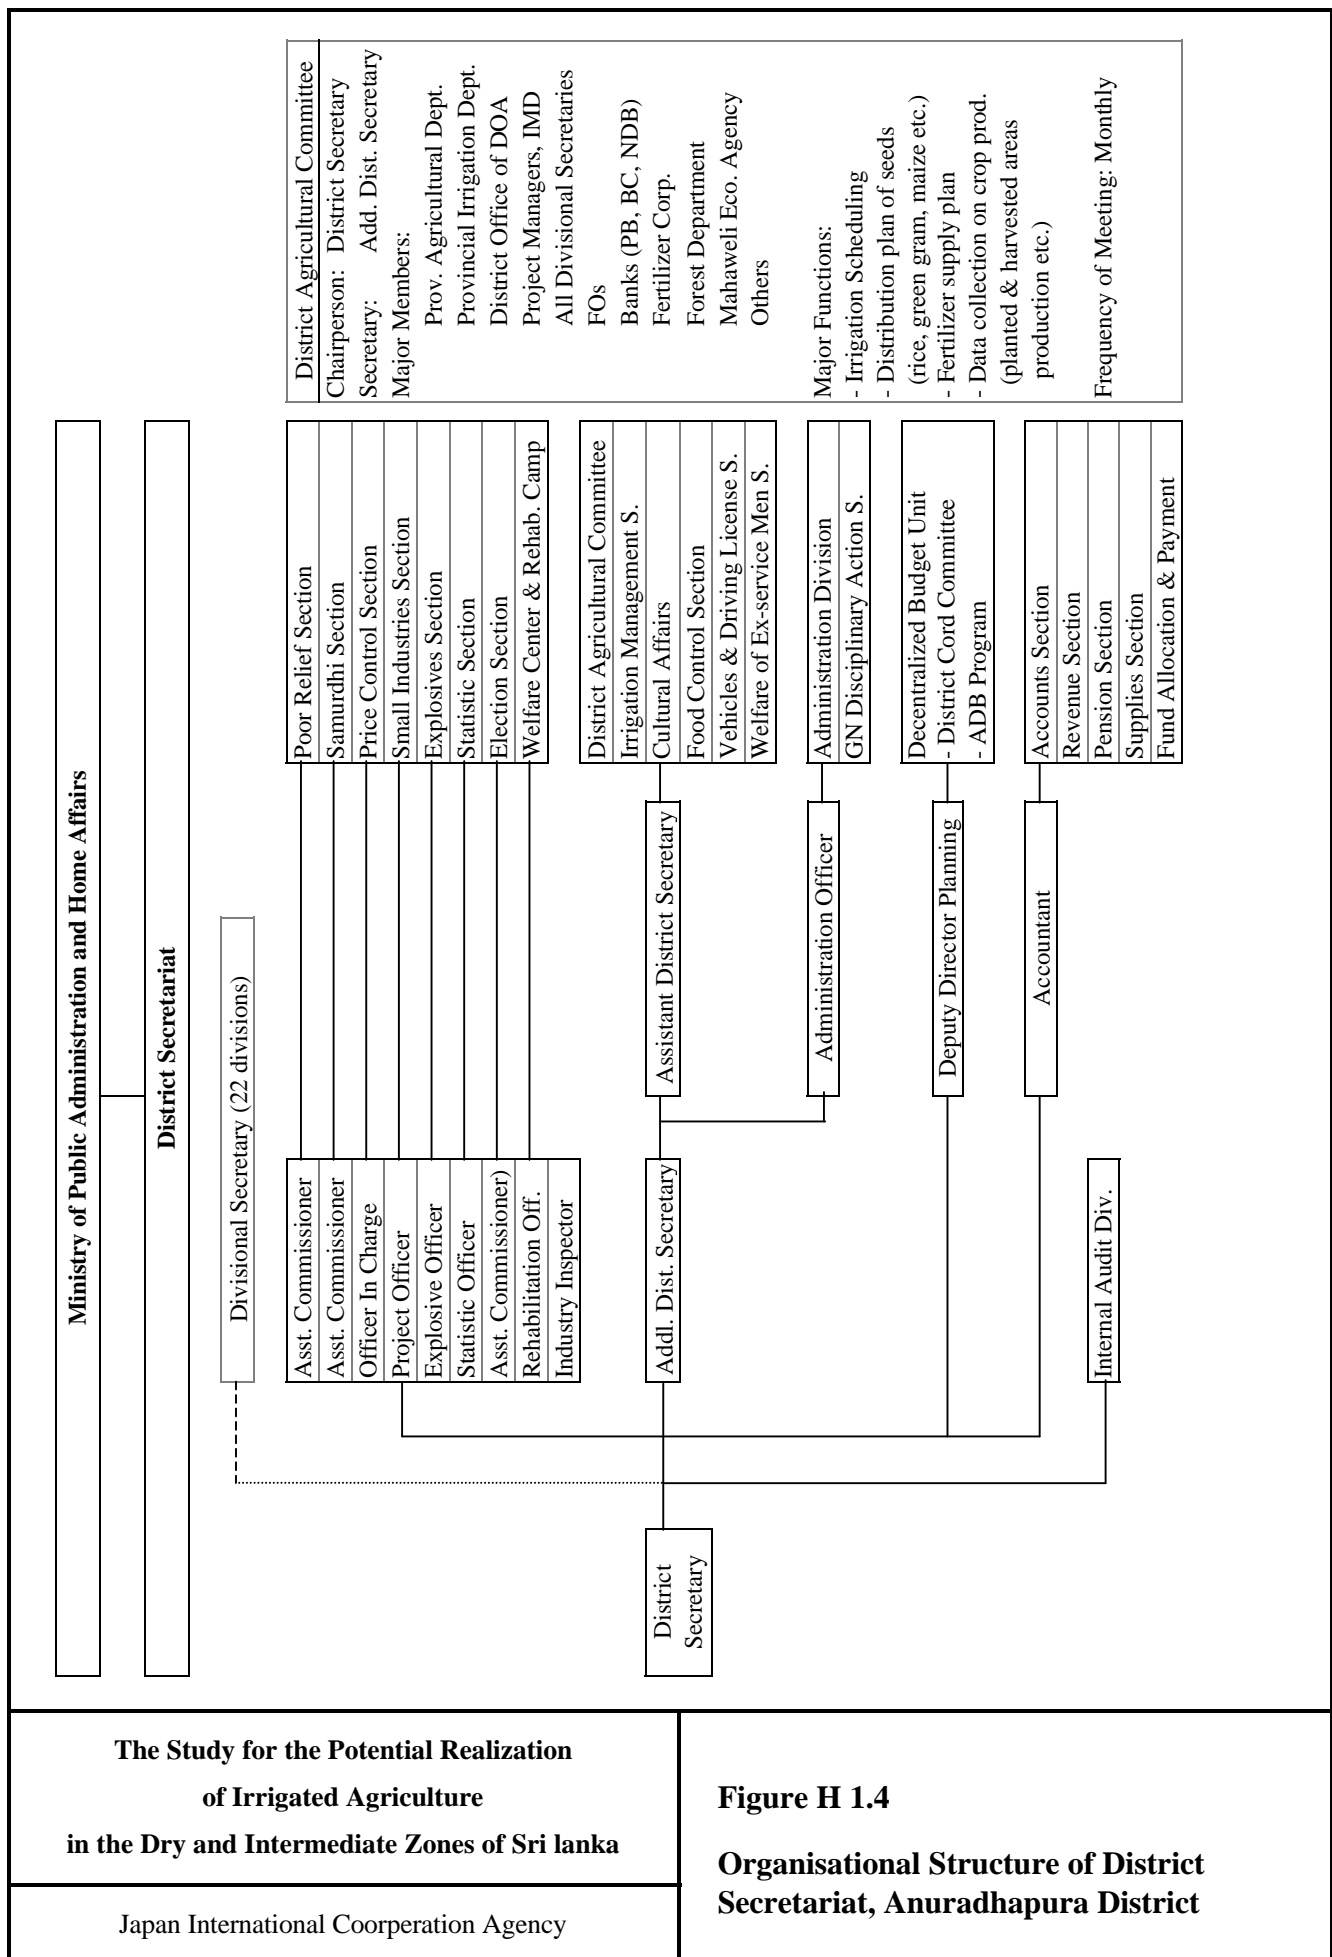 Ministry of Public Administration and Home Affairs
District Secretariat
Divisional Secretary (22 divisions)
District
Secretary
Asst. Commissioner
Asst. Commissioner
Officer In Charge
Project Officer
Explosive Officer
Statistic Officer
Asst. Commissioner)
Rehabilitation Off.
Industry Inspector
Addl. Dist. Secretary
Internal Audit Div.
Assistant District Secretary
Administration Officer
Deputy Director Planning
Accountant
Poor Relief Section
Samurdhi Section
Price Control Section
Small Industries Section
Explosives Section
Statistic Section
Election Section
Welfare Center & Rehab. Camp
District Agricultural Committee
Irrigation Management S.
Cultural Affairs
Food Control Section
Vehicles & Driving License S.
Welfare of Ex-service Men S.
Administration Division
GN Disciplinary Action S.
Decentralized Budget Unit
- District Cord Committee
- ADB Program
Accounts Section
Revenue Section
Pension Section
Supplies Section
Fund Allocation & Payment
District Agricultural Committee
Chairperson: District Secretary
Secretary: Add. Dist. Secretary
Major Members:
Prov. Agricultural Dept.
Provincial Irrigation Dept.
District Office of DOA
Project Managers, IMD
All Divisional Secretaries
FOs
Banks (PB, BC, NDB)
Fertilizer Corp.
Forest Department
Mahaweli Eco. Agency
Others
Major Functions:
- Irrigation Scheduling
- Distribution plan of seeds
(rice, green gram, maize etc.)
- Fertilizer supply plan
- Data collection on crop prod.
(planted & harvested areas
production etc.)
Frequency of Meeting: Monthly
The Study for the Potential Realization
of Irrigated Agriculture
in the Dry and Intermediate Zones of Sri lanka
Japan International Coorperation Agency
Figure H 1.4
Organisational Structure of District
Secretariat, Anuradhapura District